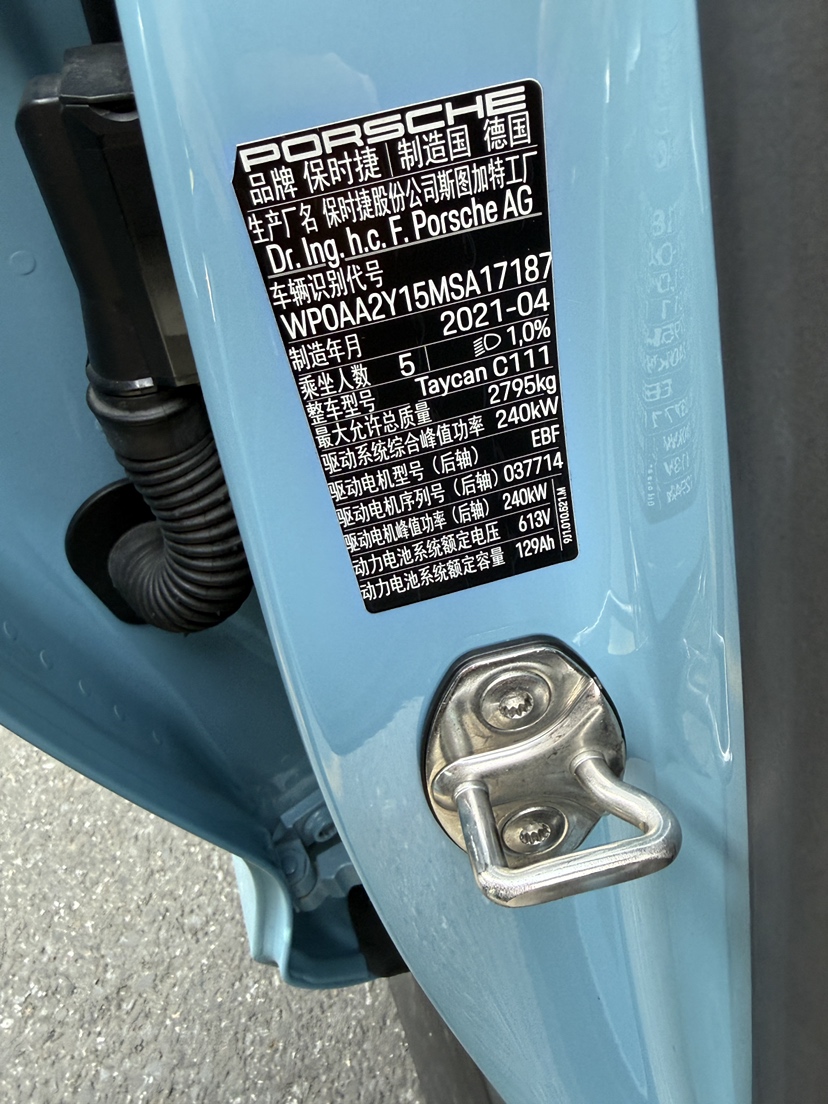 PORSCHE
品牌 保时捷 制造国 德国
生产厂名 保时捷股份公司斯图加特工厂
Dr. Ing. h.c. F. Porsche AG
车辆识别代号
WP0AA2Y15MSA17187
制造年月 2021-04
乘坐人数 5 1,0%
整车型号 Taycan C111
最大允许总质量 2795kg
驱动系统综合峰值功率 240kW
驱动电机型号（后轴） EBF
驱动电机序列号（后轴）037714
驱动电机峰值功率（后轴） 240kW
动力电池系统额定电压 613V
动力电池系统额定容量 129Ah
9J1.010.621.M